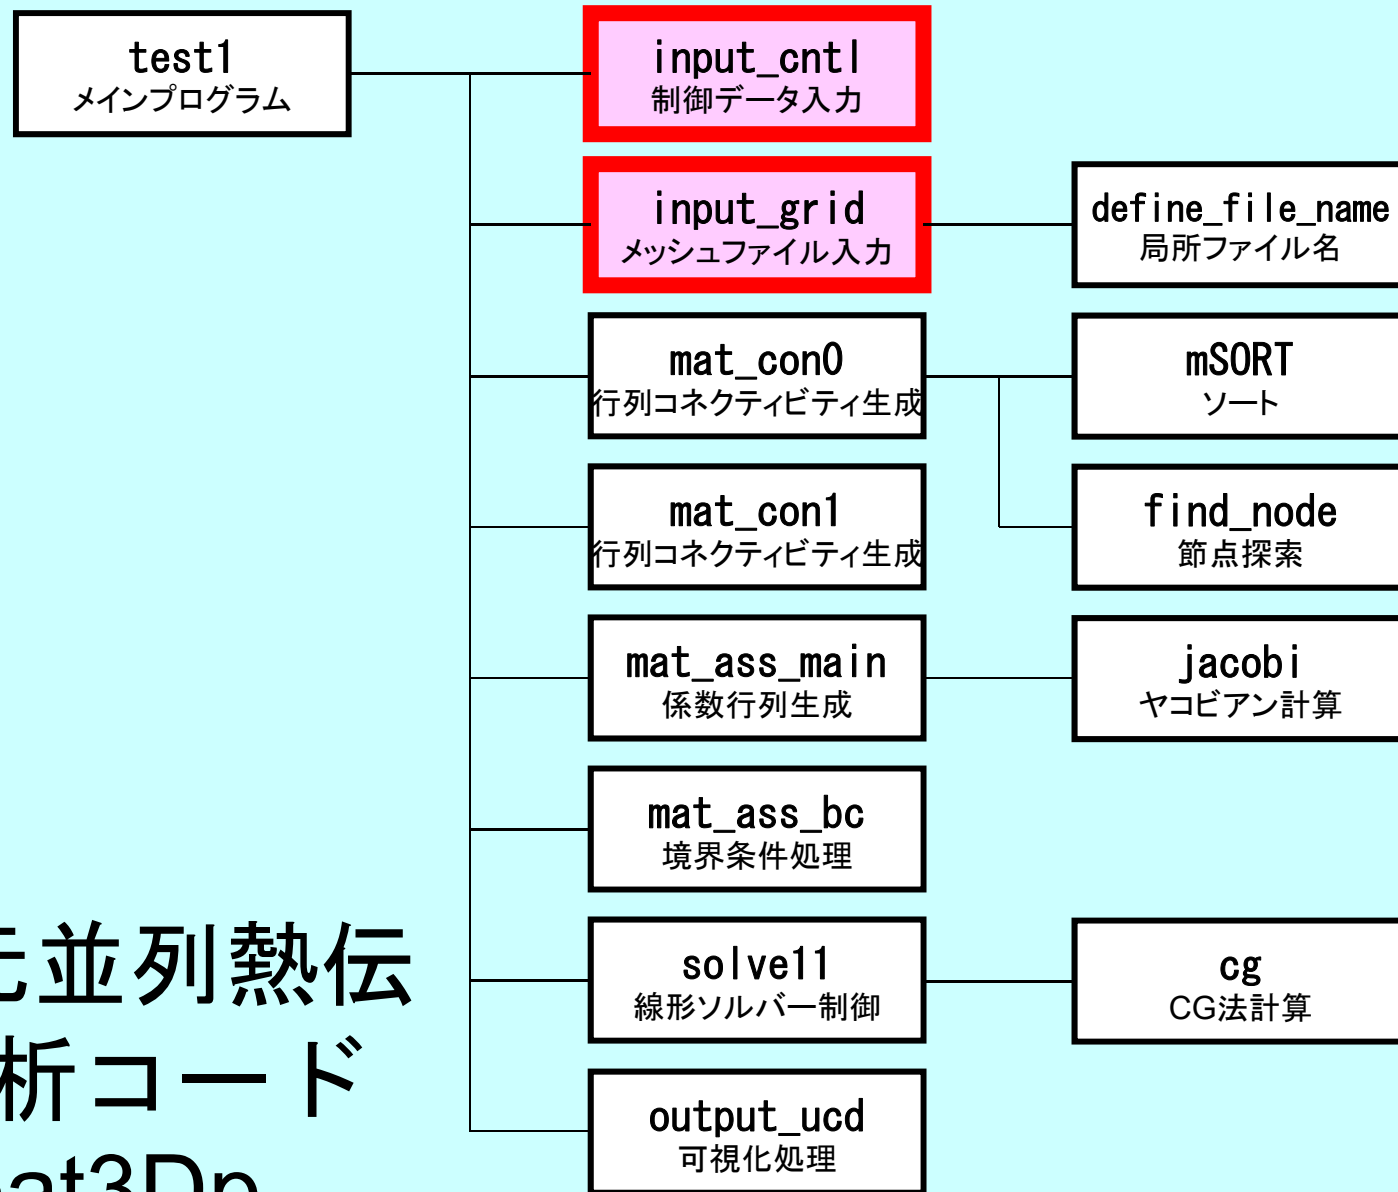 test1
メインプログラム
input_cntl
制御データ入力
input_grid
メッシュファイル入力
define_file_name
局所ファイル名
mat_con0
行列コネクティビティ生成
mSORT
ソート
mat_con1
行列コネクティビティ生成
find_node
節点探索
mat_ass_main
係数行列生成
jacobi
ヤコビアン計算
mat_ass_bc
境界条件処理
solve11
線形ソルバー制御
cg
CG法計算
output_ucd
可視化処理
元並列熱伝
析コード
at3Dp